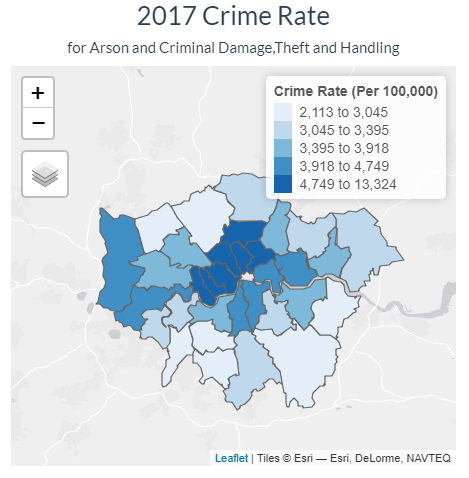 2017 Crime Rate
for Arson and Criminal Damage,Theft and Handling
+
−
Crime Rate (Per 100,000)
2,113 to 3,045
3,045 to 3,395
3,395 to 3,918
3,918 to 4,749
4,749 to 13,324
Leaflet | Tiles © Esri — Esri, DeLorme, NAVTEQ